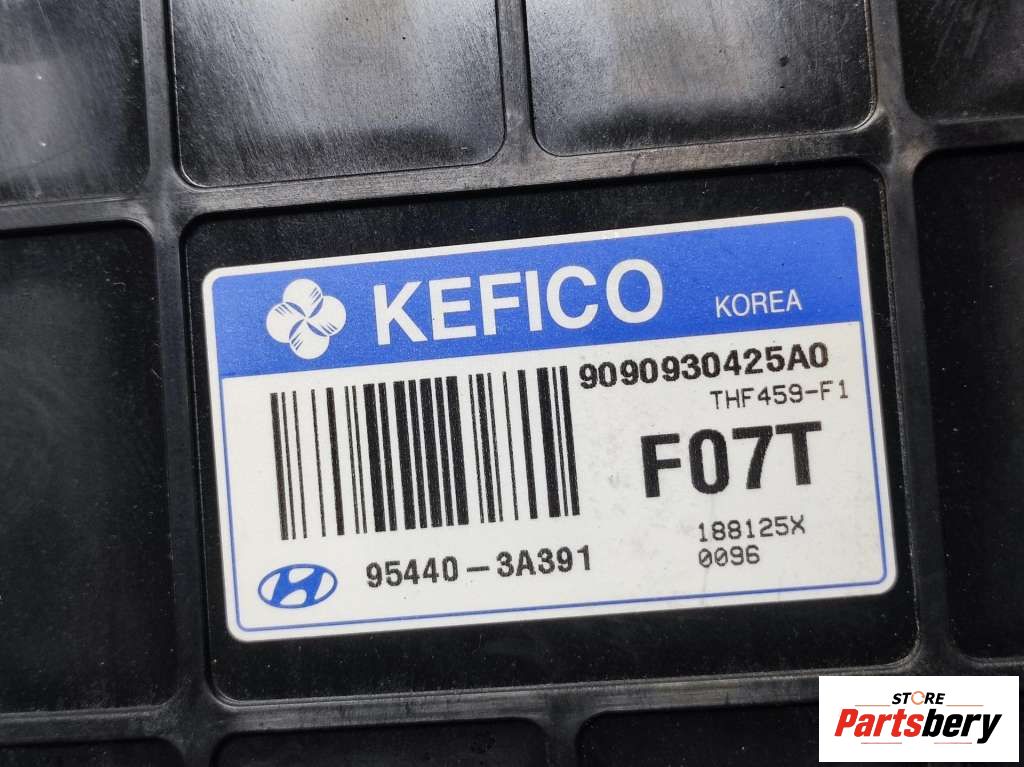 KEFICO KOREA
9090930425A0
THF459-F1
F07T
188125X
0096
95440-3A391
STORE
Partsbery